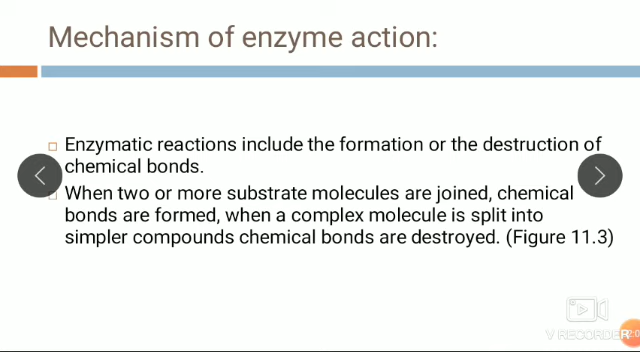 Mechanism of enzyme action:
Enzymatic reactions include the formation or the destruction of
chemical bonds.
When two or more substrate molecules are joined, chemical
bonds are formed, when a complex molecule is split into
simpler compounds chemical bonds are destroyed. (Figure 11.3)
V RECORDER